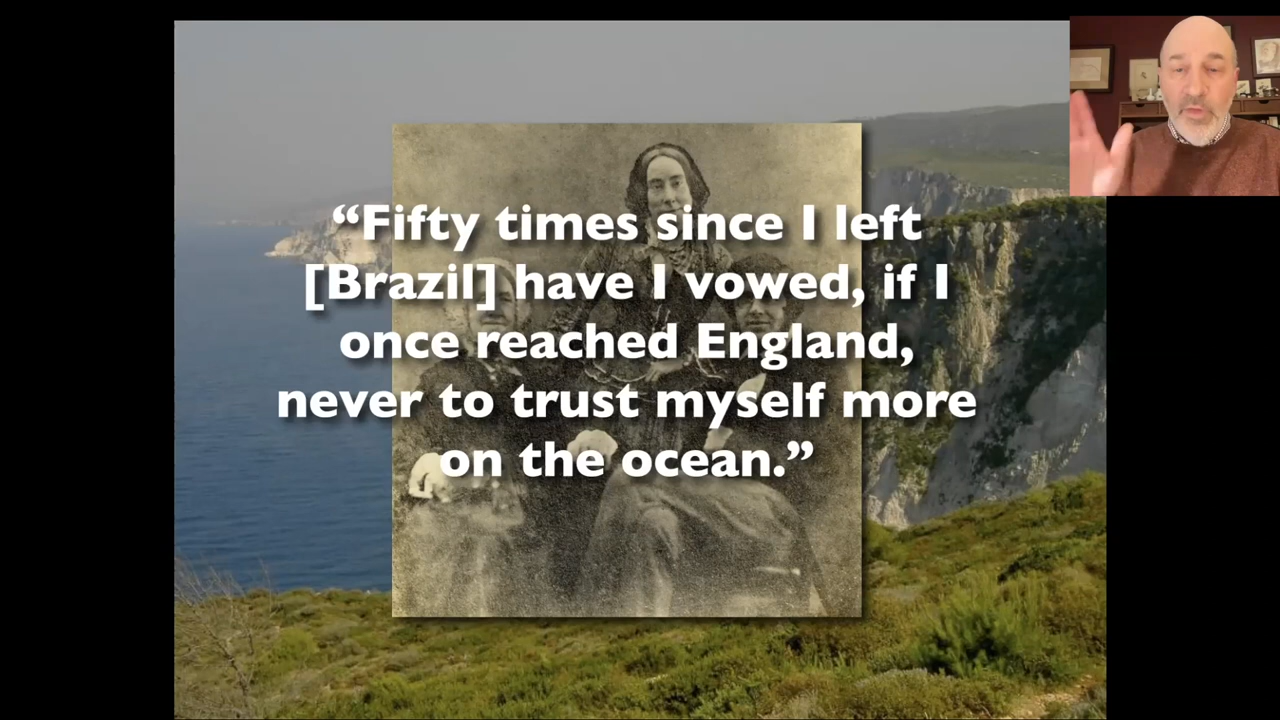 “Fifty times since I left
[Brazil] have I vowed, if I
once reached England,
never to trust myself more
on the ocean.”